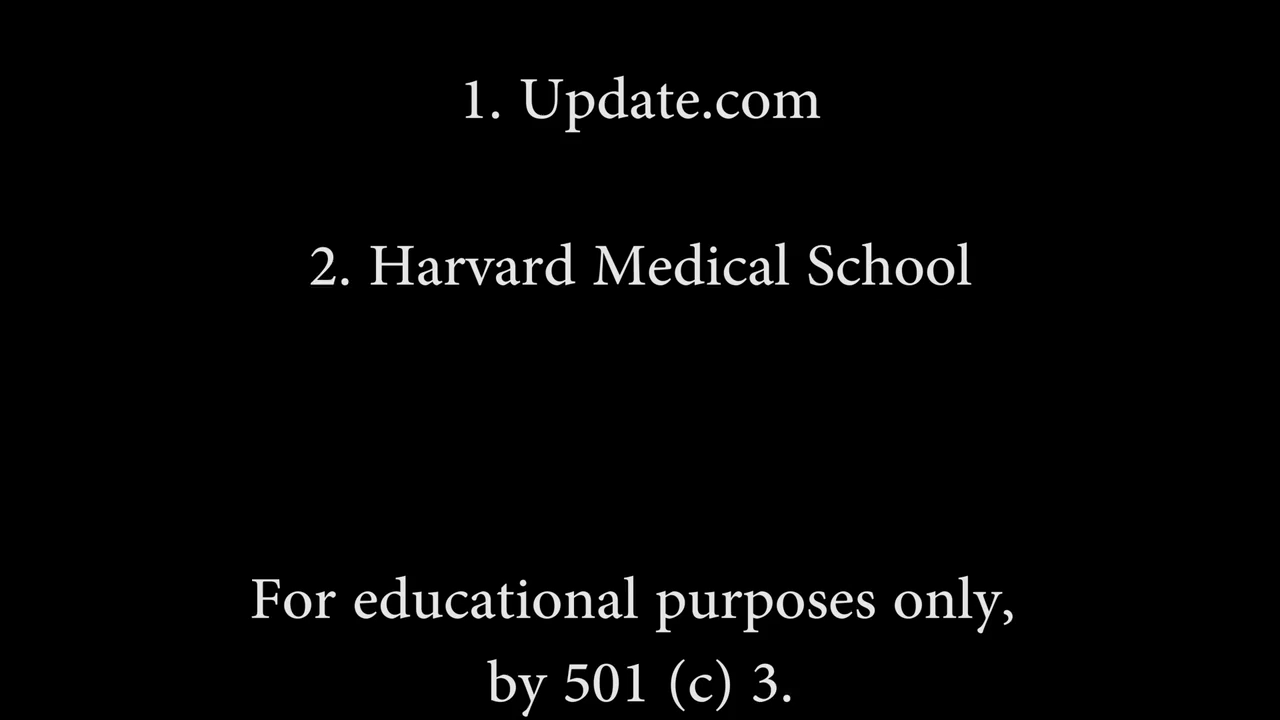 1. Update.com
2. Harvard Medical School
For educational purposes only,
by 501 (c) 3.